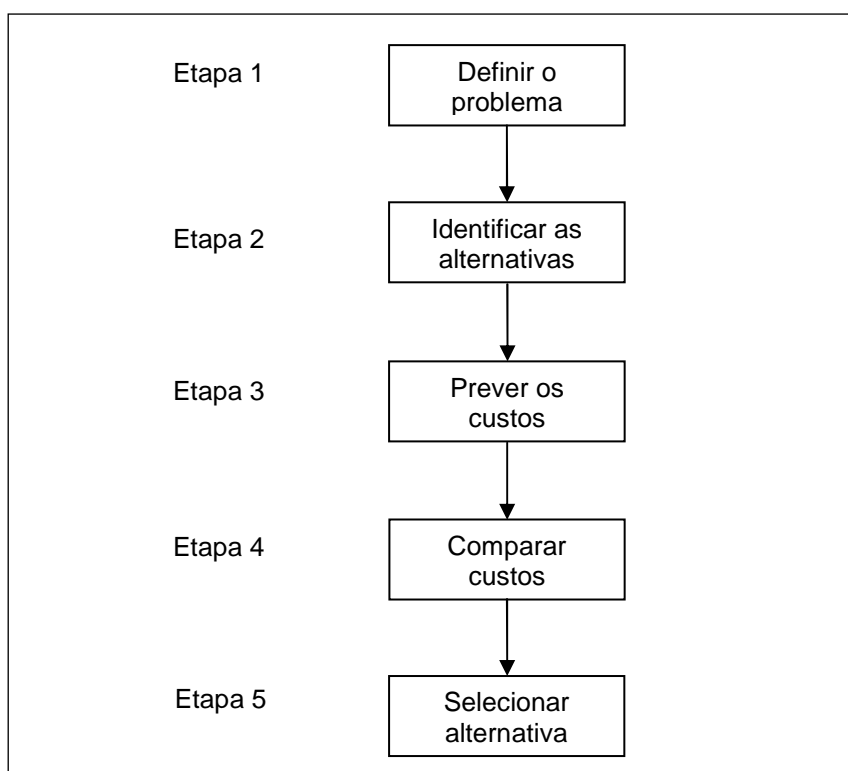 Etapa 1
Definir o
problema
Etapa 2
Identificar as
alternativas
Etapa 3
Prever os
custos
Etapa 4
Comparar
custos
Etapa 5
Selecionar
alternativa